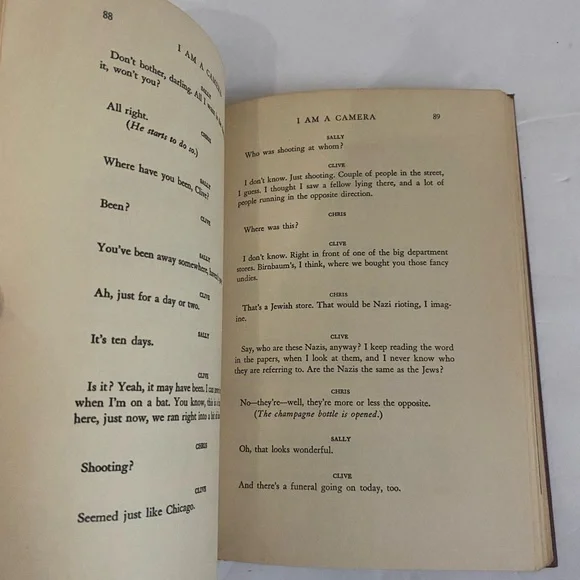 88
I AM A CAMERA
SALLY
Don't bother, darling. All I
it, won't you?
CHRIS
All right.
(He starts to do so.)
SALLY
Where have you been, Clive?
CLIVE
Been?
SALLY
You've been away somewhere,
CLIVE
Ah, just for a day or two.
SALLY
It's ten days.
CLIVE
Is it? Yeah, it may have been. I
when I'm on a bat. You know, this is
here, just now, we ran right into a bit
CHRIS
Shooting?
CLIVE
Seemed just like Chicago.
I AM A CAMERA 89
SALLY
Who was shooting at whom?
CLIVE
I don't know. Just shooting. Couple of people in the street,
I guess. I thought I saw a fellow lying there, and a lot of
people running in the opposite direction.
CHRIS
Where was this?
CLIVE
I don't know. Right in front of one of the big department
stores. Birnbaum's, I think, where we bought you those fancy
undies.
CHRIS
That's a Jewish store. That would be Nazi rioting, I imag-
ine.
CLIVE
Say, who are these Nazis, anyway? I keep reading the word
in the papers, when I look at them, and I never know who
they are referring to. Are the Nazis the same as the Jews?
CHRIS
No—they're—well, they're more or less the opposite.
(The champagne bottle is opened.)
SALLY
Oh, that looks wonderful.
CLIVE
And there's a funeral going on today, too.